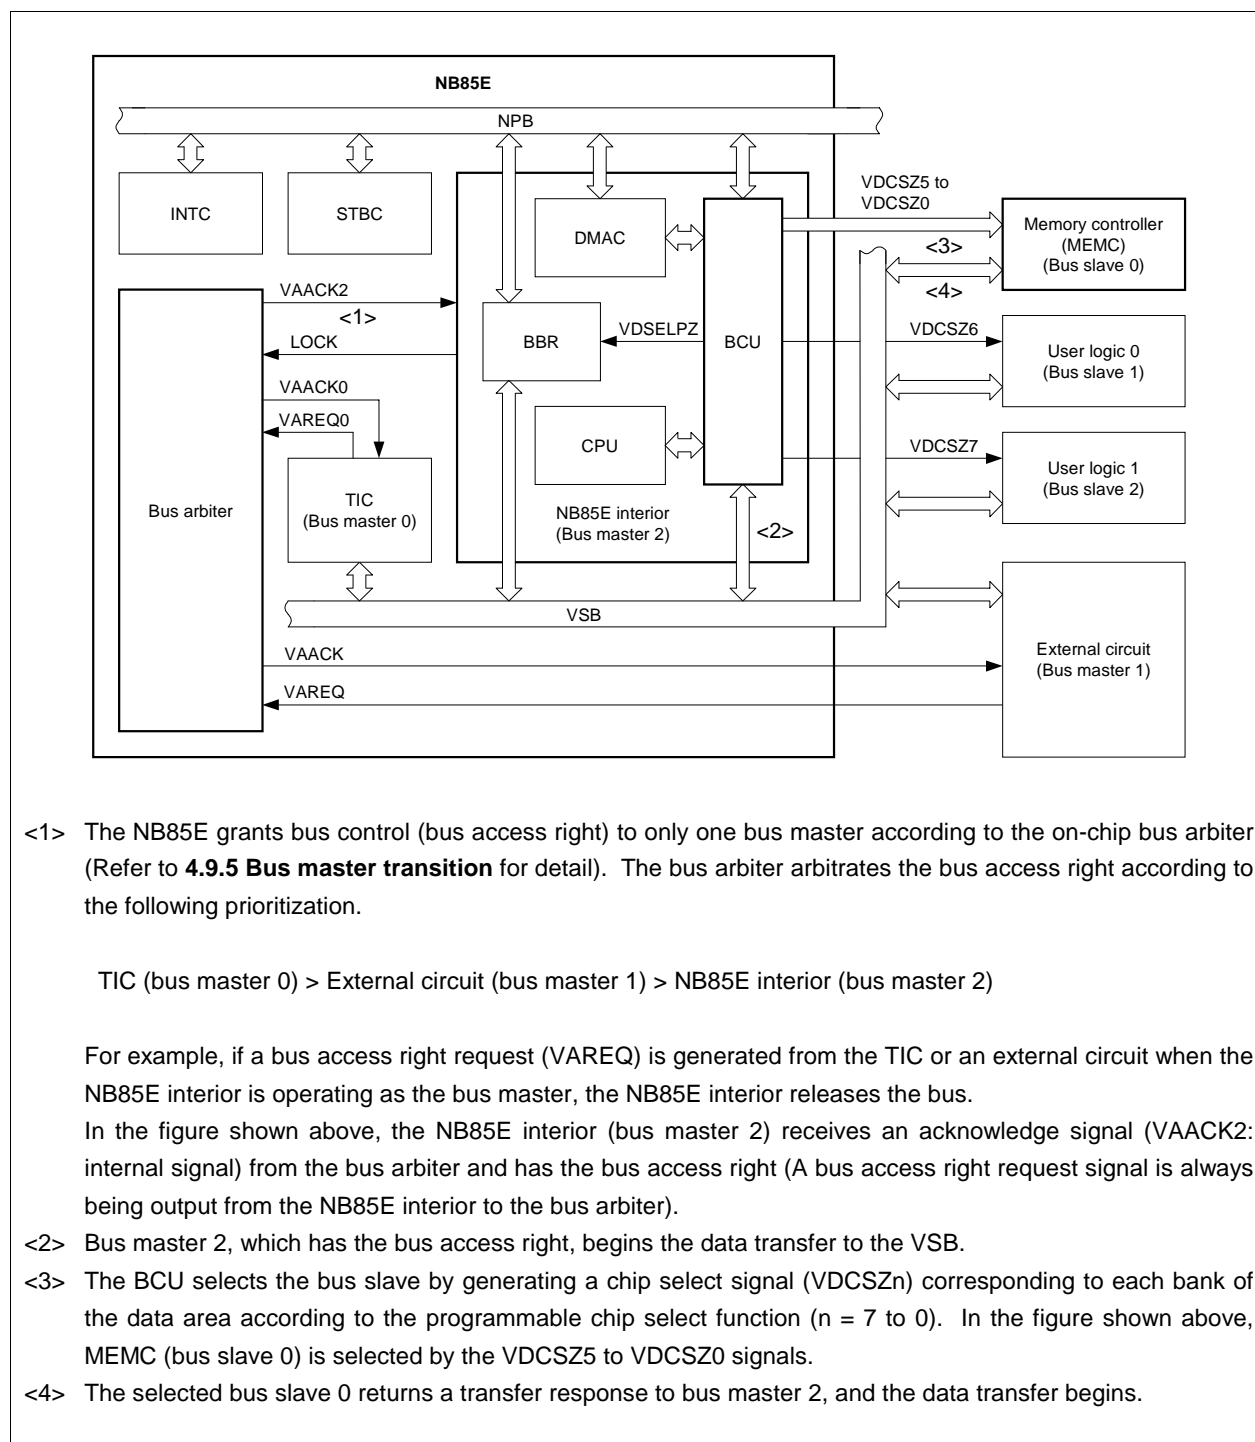 NB85E
NPB
INTC
STBC
DMAC
VDCSZ5 to
VDCSZ0
<3>
<4>
Memory controller
(MEMC)
(Bus slave 0)
VAACK2
<1>
LOCK
VAACK0
VAREQ0
BBR
VDSELPZ
BCU
VDCSZ6
User logic 0
(Bus slave 1)
CPU
VDCSZ7
User logic 1
(Bus slave 2)
Bus arbiter
TIC
(Bus master 0)
NB85E interior
(Bus master 2)
<2>
VSB
VAACK
VAREQ
External circuit
(Bus master 1)
<1> The NB85E grants bus control (bus access right) to only one bus master according to the on-chip bus arbiter
(Refer to 4.9.5 Bus master transition for detail). The bus arbiter arbitrates the bus access right according to
the following prioritization.
TIC (bus master 0) > External circuit (bus master 1) > NB85E interior (bus master 2)
For example, if a bus access right request (VAREQ) is generated from the TIC or an external circuit when the
NB85E interior is operating as the bus master, the NB85E interior releases the bus.
In the figure shown above, the NB85E interior (bus master 2) receives an acknowledge signal (VAACK2:
internal signal) from the bus arbiter and has the bus access right (A bus access right request signal is always
being output from the NB85E interior to the bus arbiter).
<2> Bus master 2, which has the bus access right, begins the data transfer to the VSB.
<3> The BCU selects the bus slave by generating a chip select signal (VDCSZn) corresponding to each bank of
the data area according to the programmable chip select function (n = 7 to 0). In the figure shown above,
MEMC (bus slave 0) is selected by the VDCSZ5 to VDCSZ0 signals.
<4> The selected bus slave 0 returns a transfer response to bus master 2, and the data transfer begins.